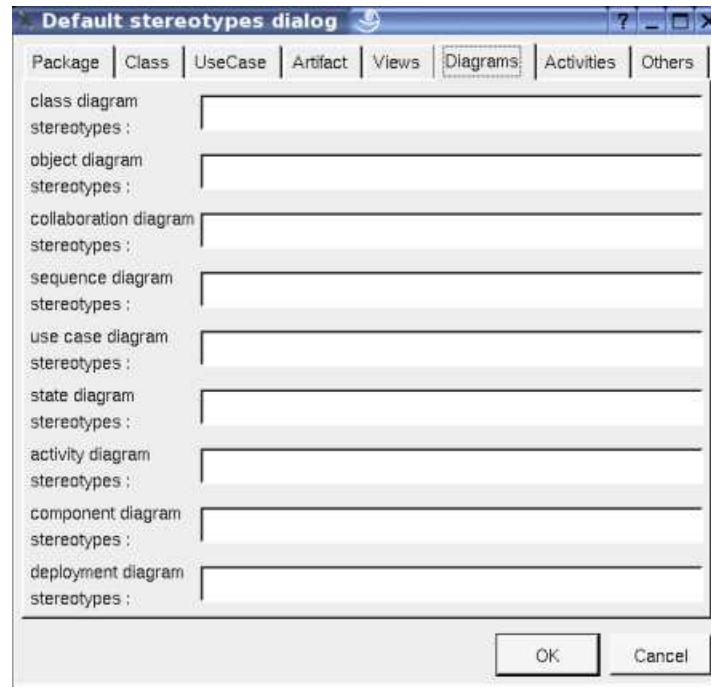 Default stereotypes dialog
Package Class UseCase Artifact Views Diagrams Activities Others
class diagram
stereotypes :
object diagram
stereotypes :
collaboration diagram
stereotypes :
sequence diagram
stereotypes :
use case diagram
stereotypes :
state diagram
stereotypes :
activity diagram
stereotypes :
component diagram
stereotypes :
deployment diagram
stereotypes :
OK Cancel